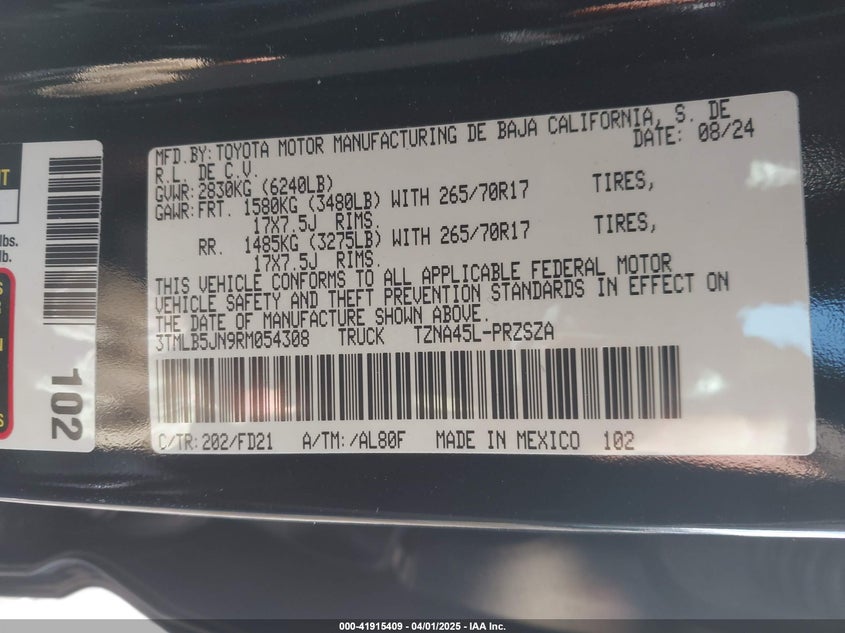 MFD.BY:TOYOTA MOTOR MANUFACTURING DE BAJA CALIFORNIA, S. DE
R.L. DE C.V. DATE: 08/24
GVWR: 2830KG (6240LB)
GAWR: FRT. 1580KG (3480LB) WITH 265/70R17 TIRES,
17X7.5J RIMS.
RR. 1485KG (3275LB) WITH 265/70R17 TIRES,
17X7.5J RIMS.
THIS VEHICLE CONFORMS TO ALL APPLICABLE FEDERAL MOTOR
VEHICLE SAFETY AND THEFT PREVENTION STANDARDS IN EFFECT ON
THE DATE OF MANUFACTURE SHOWN ABOVE.
3TMLB5JN9RM054308 TRUCK TZNA45L-PRZSZA
C/TR:202/FD21 A/TM:/AL80F MADE IN MEXICO 102
lbs.
lb.
102
000-41915409 - 04/01/2025 - IAA Inc.